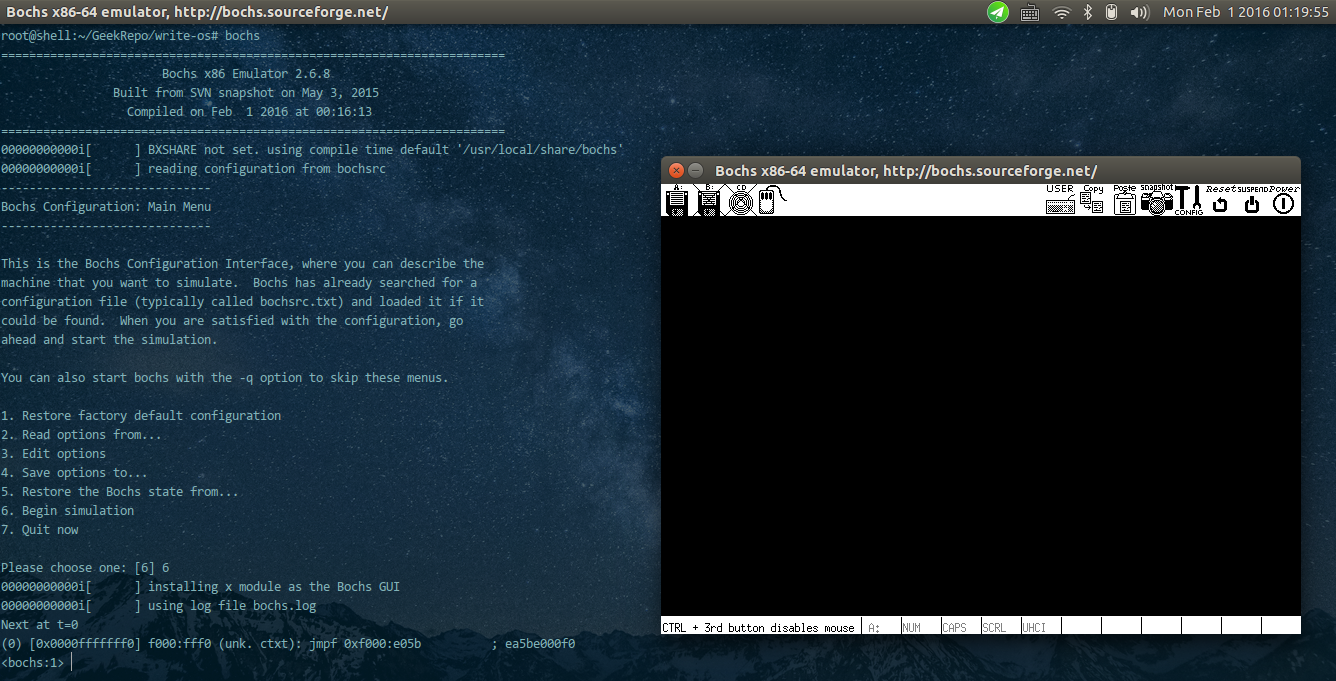 Bochs x86-64 emulator, http://bochs.sourceforge.net/ Mon Feb 1 2016 01:19:55
root@shell:~/GeekRepo/write-os# bochs
========================================================================
Bochs x86 Emulator 2.6.8
Built from SVN snapshot on May 3, 2015
Compiled on Feb  1 2016 at 00:16:13
========================================================================
00000000000i[      ] BXSHARE not set. using compile time default '/usr/local/share/bochs'
00000000000i[      ] reading configuration from bochsrc
------------------------------
Bochs Configuration: Main Menu
------------------------------
This is the Bochs Configuration Interface, where you can describe the
machine that you want to simulate.  Bochs has already searched for a
configuration file (typically called bochsrc.txt) and loaded it if it
could be found.  When you are satisfied with the configuration, go
ahead and start the simulation.
You can also start bochs with the -q option to skip these menus.
1. Restore factory default configuration
2. Read options from...
3. Edit options
4. Save options to...
5. Restore the Bochs state from...
6. Begin simulation
7. Quit now
Please choose one: [6] 6
00000000000i[      ] installing x module as the Bochs GUI
00000000000i[      ] using log file bochs.log
Next at t=0
(0) [0x0000fffffff0] f000:fff0 (unk. ctxt): jmpf 0xf000:e05b          ; ea5be000f0
<bochs:1>
Bochs x86-64 emulator, http://bochs.sourceforge.net/
A: B: CD USER Copy Paste snapshot CONFIG Reset SUSPEND Power
CTRL + 3rd button disables mouse A: NUM CAPS SCRL UHCI